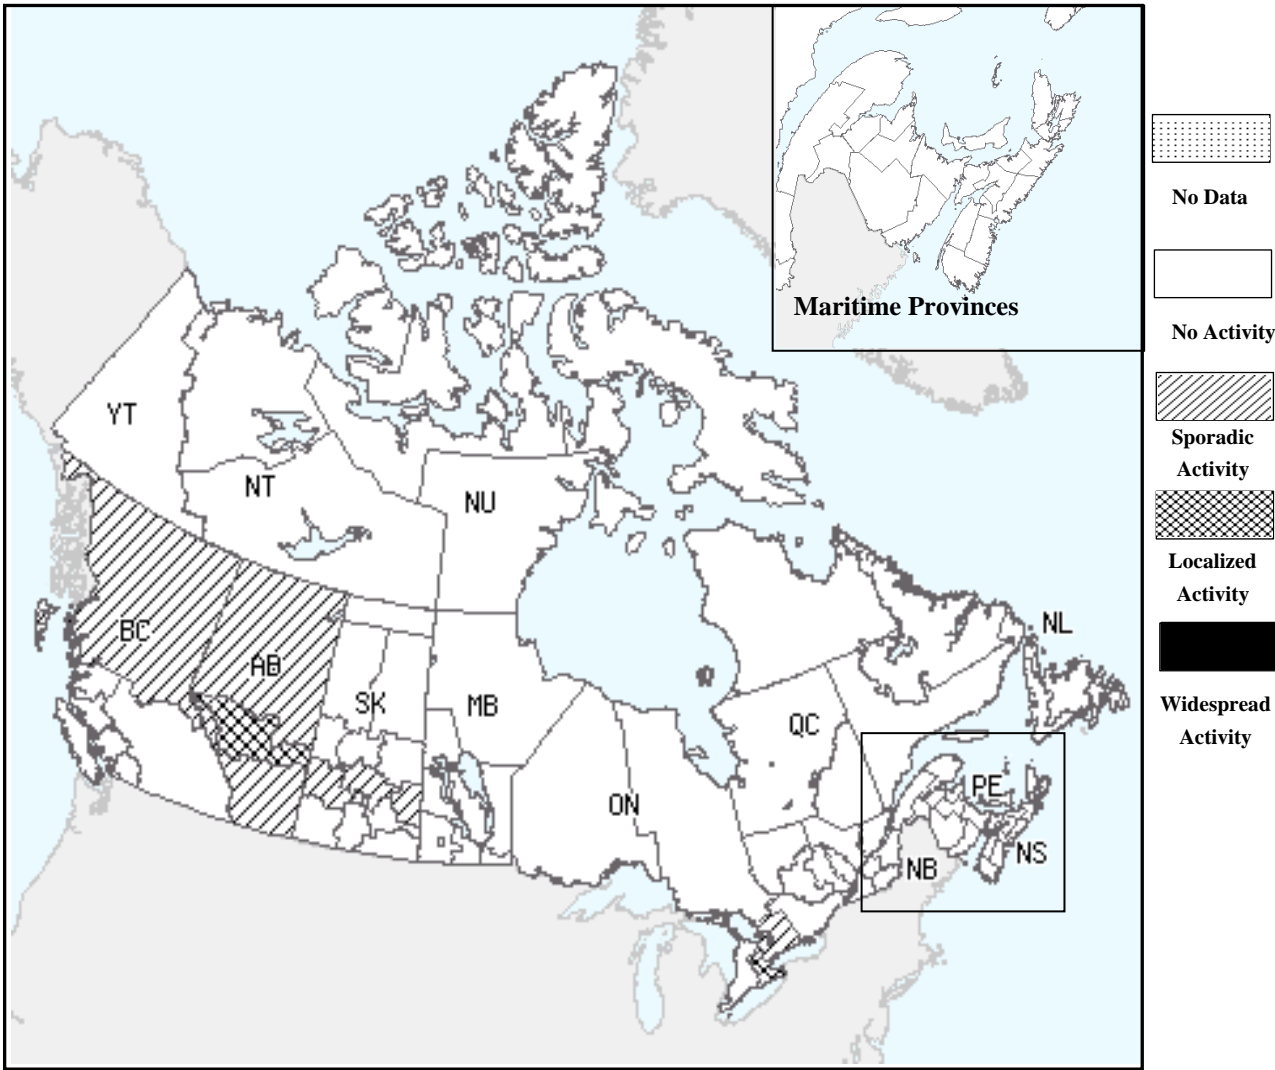 Maritime Provinces
YT
NT
NU
BC
AB
SK
MB
ON
QC
NL
PE
NB
NS
No Data
No Activity
Sporadic
Activity
Localized
Activity
Widespread
Activity